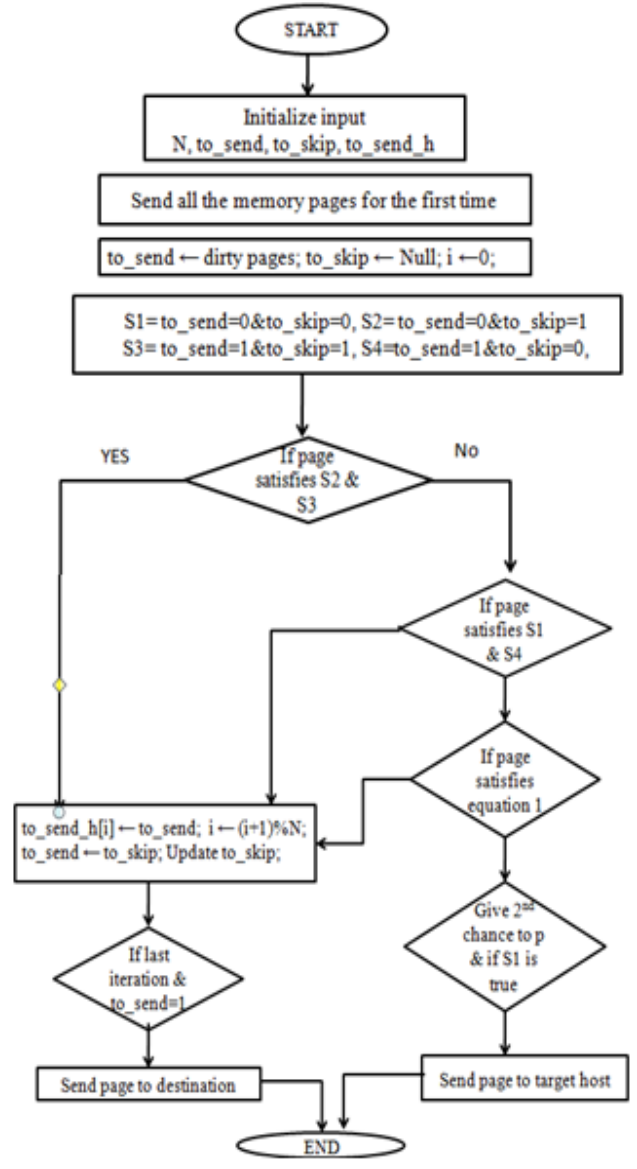 START
Initialize input
N, to_send, to_skip, to_send_h
Send all the memory pages for the first time
to_send ← dirty pages; to_skip ← Null; i ←0;
S1= to_send=0&to_skip=0, S2= to_send=0&to_skip=1
S3= to_send=1&to_skip=1, S4=to_send=1&to_skip=0,
YES
If page
satisfies S2 &
S3
No
If page
satisfies S1
& S4
If page
satisfies
equation 1
to_send_h[i] ← to_send; i ← (i+1)%N;
to_send ← to_skip; Update to_skip;
Give 2nd
chance to p
& if S1 is
true
If last
iteration &
to_send=1
Send page to destination
Send page to target host
END